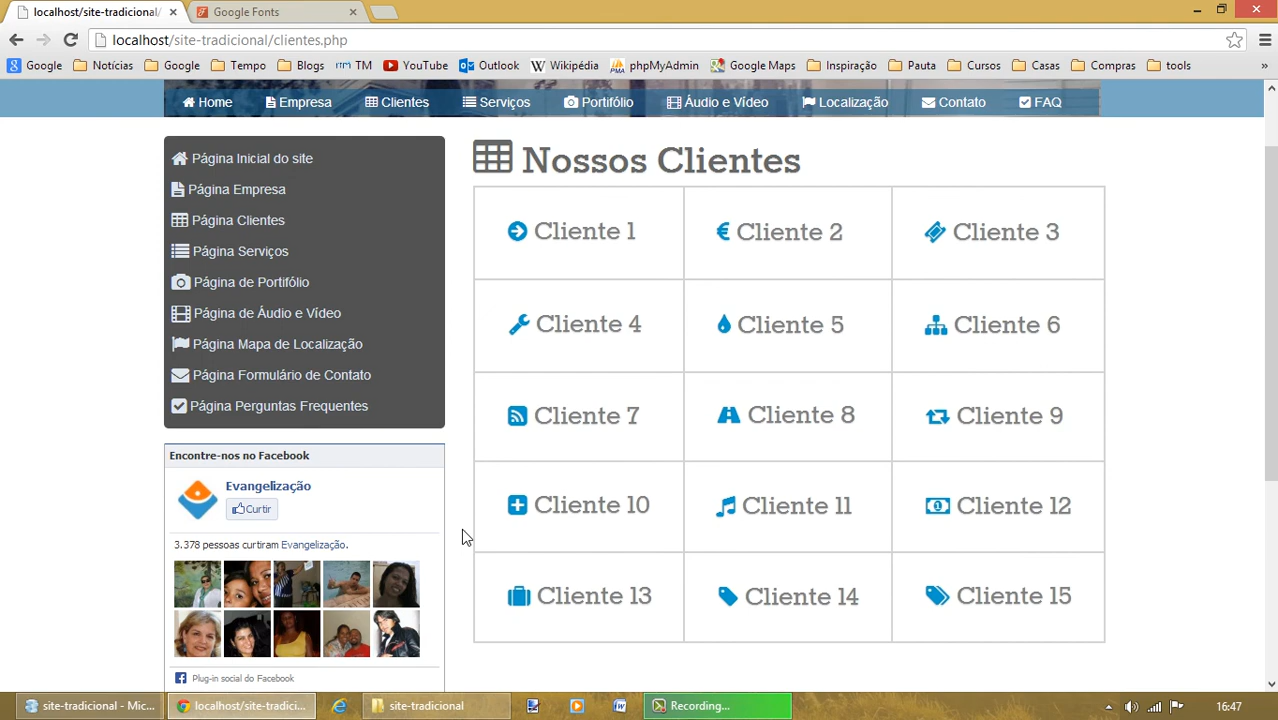 localhost/site-tradicional/
Google Fonts
localhost/site-tradicional/clientes.php
Google Notícias Google Tempo Blogs TM YouTube Outlook Wikipédia phpMyAdmin Google Maps Inspiração Pauta Cursos Casas Compras tools »
Home Empresa Clientes Serviços Portifólio Áudio e Vídeo Localização Contato FAQ
Página Inicial do site
Página Empresa
Página Clientes
Página Serviços
Página de Portifólio
Página de Áudio e Vídeo
Página Mapa de Localização
Página Formulário de Contato
Página Perguntas Frequentes
Encontre-nos no Facebook
Evangelização
Curtir
3.378 pessoas curtiram Evangelização.
Plug-in social do Facebook
Nossos Clientes
Cliente 1 Cliente 2 Cliente 3
Cliente 4 Cliente 5 Cliente 6
Cliente 7 Cliente 8 Cliente 9
Cliente 10 Cliente 11 Cliente 12
Cliente 13 Cliente 14 Cliente 15
site-tradicional - Mic... localhost/site-tradici... site-tradicional Recording... 16:47